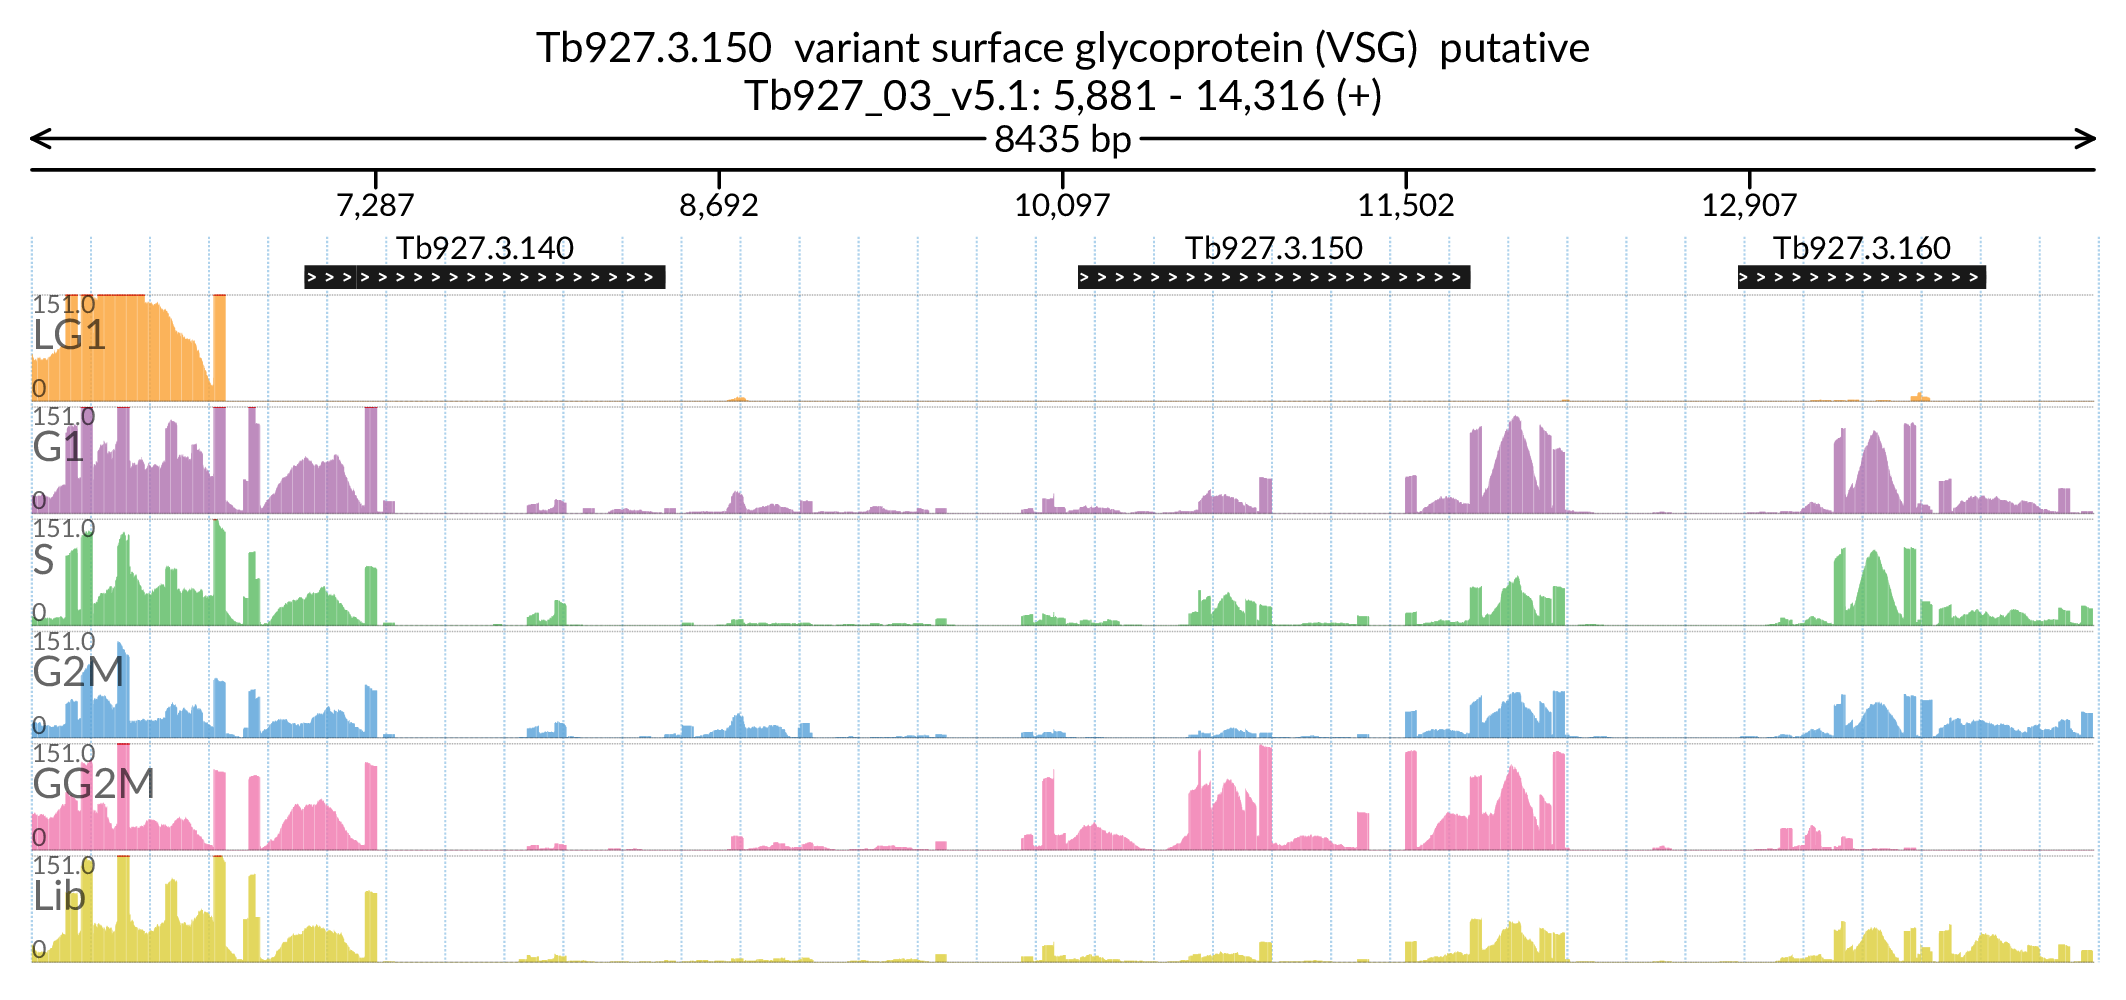 Tb927.3.150  variant surface glycoprotein (VSG)  putative
Tb927_03_v5.1: 5,881 - 14,316 (+)
8435 bp
7,287 8,692 10,097 11,502 12,907
Tb927.3.140 Tb927.3.150 Tb927.3.160
151.0
LG1
0
151.0
G1
0
151.0
S
0
151.0
G2M
0
151.0
GG2M
0
151.0
Lib
0